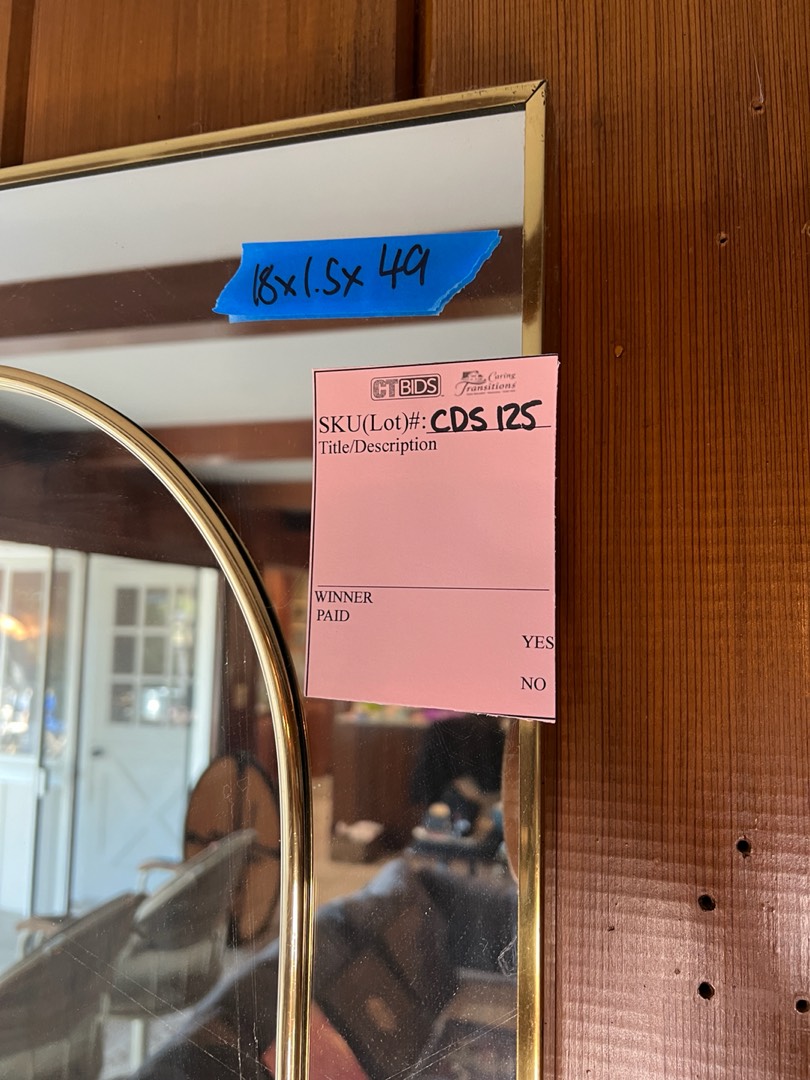 18x1.5x 49
CTBIDS
Caring
Transitions
SKU(Lot)#: CDS 125
Title/Description
WINNER
PAID
YES
NO